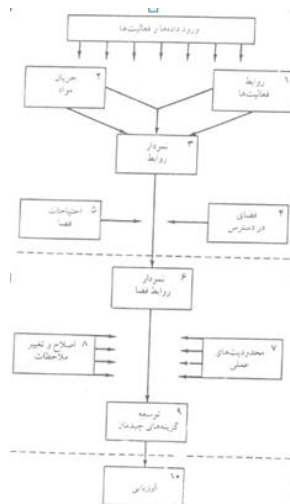 ورود داده‌ها و فعالیت‌ها
۱
روابط
فعالیت‌ها
۲
جریان
مواد
۳
نمودار
روابط
۴
فضای
در دسترس
۵
احتیاجات
فضا
۶
نمودار
روابط فضا
۷
محدودیت‌های
عملی
۸
اصلاح و تغییر
ملاحظات
۹
توسعه
گزینه‌های چیدمان
۱۰
ارزیابی